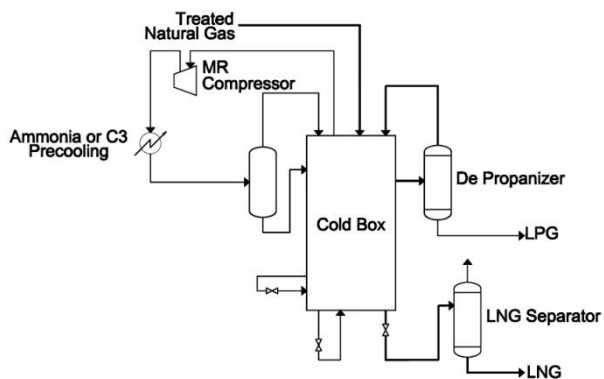 Treated
Natural Gas
MR
Compressor
Ammonia or C3
Precooling
De Propanizer
Cold Box
LPG
LNG Separator
LNG